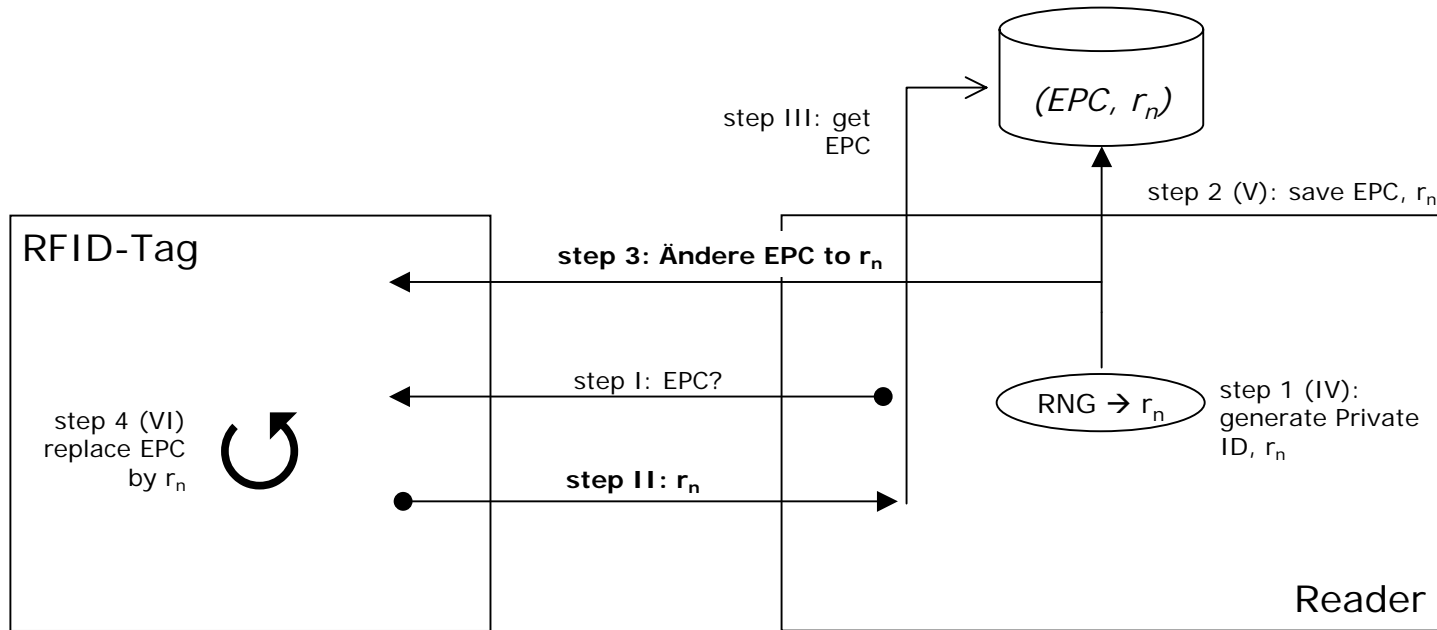 (EPC, rn)
step III: get
EPC
step 2 (V): save EPC, rn
RFID-Tag
step 3: Ändere EPC to rn
step I: EPC?
RNG → rn
step 1 (IV):
generate Private
ID, rn
step 4 (VI)
replace EPC
by rn
step II: rn
Reader